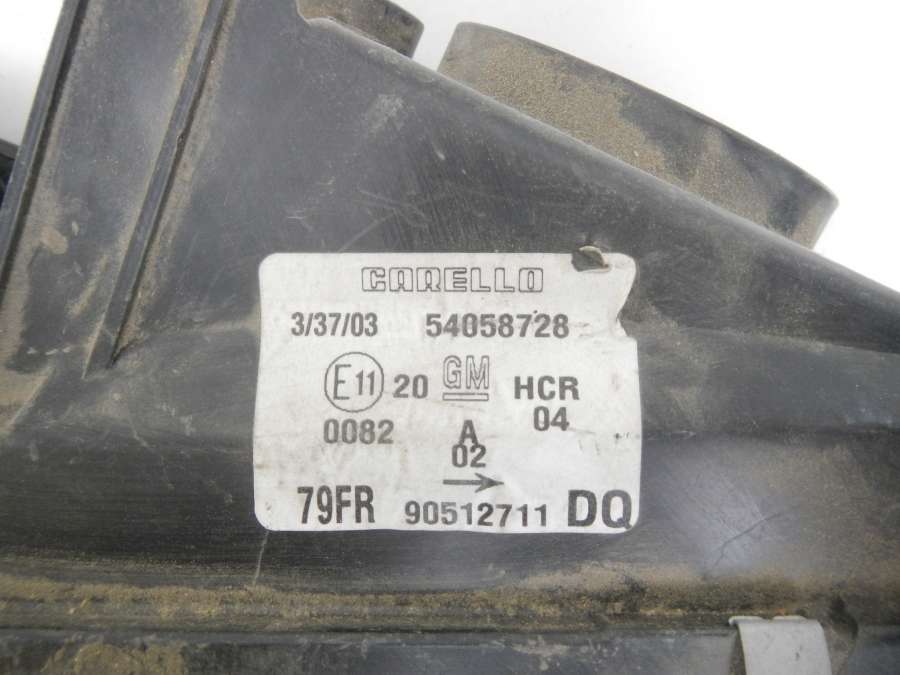 CARELLO
3/37/03 54058728
E11 20 GM HCR
0082 A 04
02
→
79FR 90512711 DQ